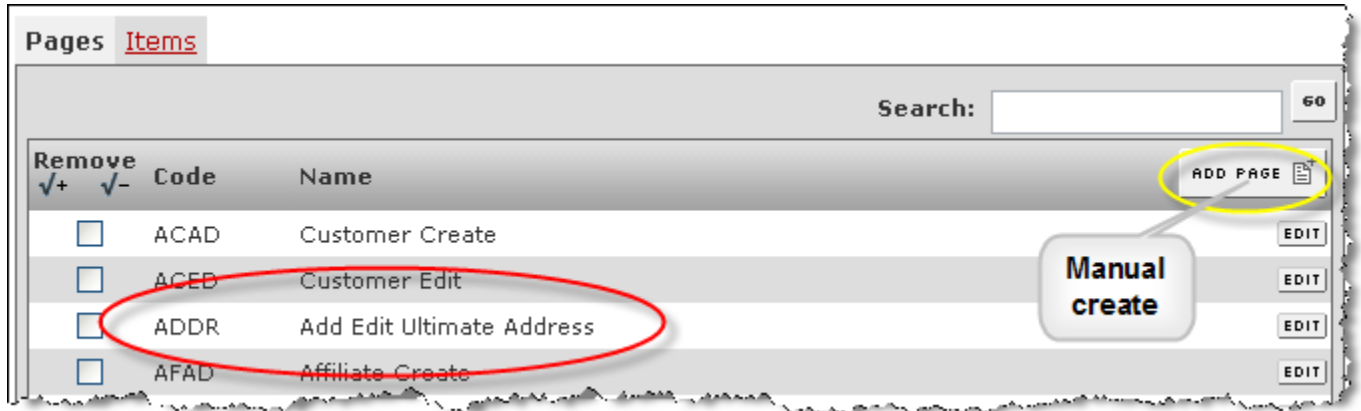 Pages Items
Search: GO
Remove
√+ √- Code Name ADD PAGE
ACAD Customer Create EDIT
ACED Customer Edit EDIT
ADDR Add Edit Ultimate Address EDIT
AFAD Affiliate Create EDIT
Manual
create